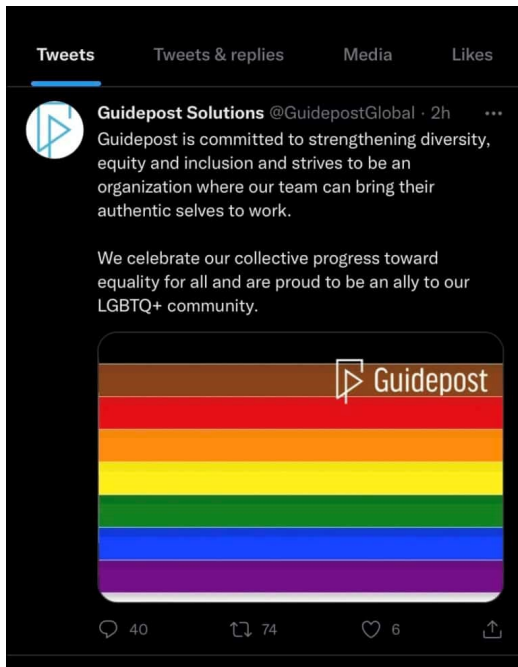 Tweets Tweets & replies Media Likes
Guidepost Solutions @GuidepostGlobal · 2h
Guidepost is committed to strengthening diversity,
equity and inclusion and strives to be an
organization where our team can bring their
authentic selves to work.
We celebrate our collective progress toward
equality for all and are proud to be an ally to our
LGBTQ+ community.
Guidepost
40 74 6